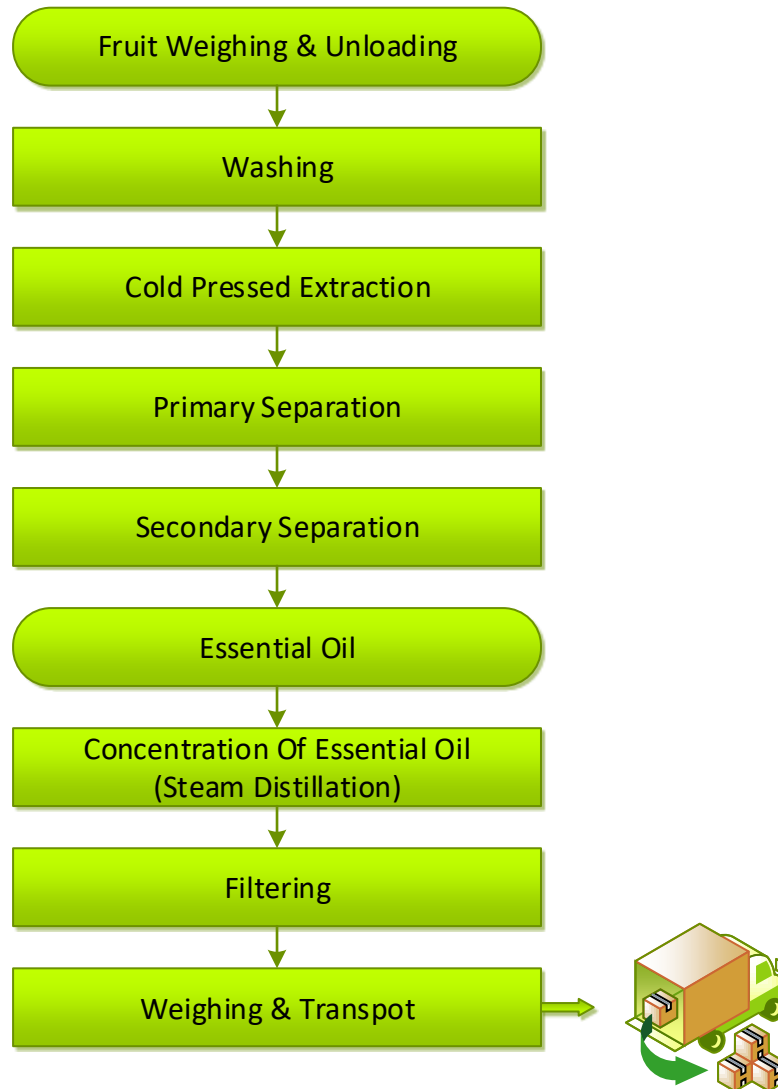 Fruit Weighing & Unloading
Washing
Cold Pressed Extraction
Primary Separation
Secondary Separation
Essential Oil
Concentration Of Essential Oil
(Steam Distillation)
Filtering
Weighing & Transpot